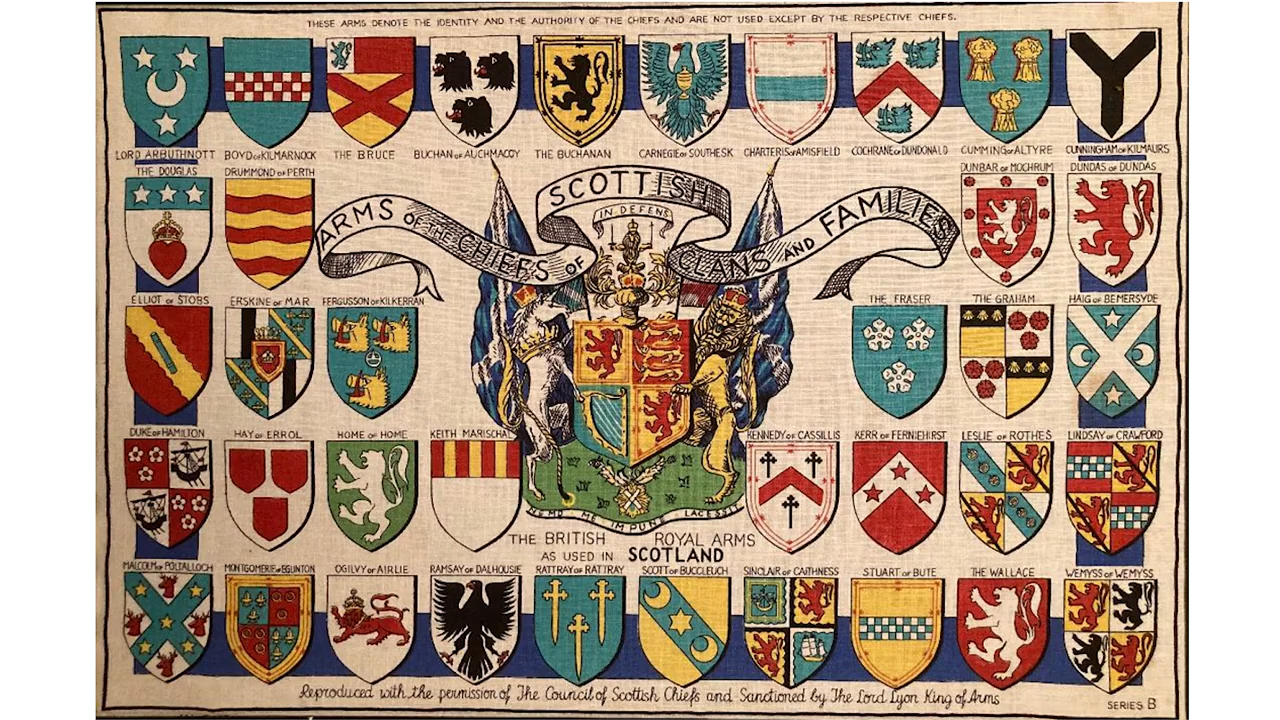 THESE ARMS DENOTE THE IDENTITY AND THE AUTHORITY OF THE CHIEFS AND ARE NOT USED EXCEPT BY THE RESPECTIVE CHIEFS.
LORD ARBUTHNOTT BOYD OF KILMARNOCK THE BRUCE BUCHAN OF AUCHMACOY THE BUCHANAN CARNEGIE OF SOUTHESK CHARTERIS OF AMISFIELD COCHRANE OF DUNDONALD CUMMING OF ALTYRE CUNNINGHAM OF KILMAURS
THE DOUGLAS DRUMMOND OF PERTH DUNBAR OF MOCHRUM DUNDAS OF DUNDAS
ARMS OF THE CHIEFS OF SCOTTISH CLANS AND FAMILIES
IN DEFENS
ELLIOT OF STOBS ERSKINE OF MAR FERGUSSON OF KILKERRAN THE FRASER THE GRAHAM HAIG OF BEMERSYDE
DUKE OF HAMILTON HAY OF ERROL HOME OF HOME KEITH MARISCHAL KENNEDY OF CASSILLIS KERR OF FERNIEHIRST LESLIE OF ROTHES LINDSAY OF CRAWFORD
NEMO ME IMPUNE LACESSIT
THE BRITISH ROYAL ARMS
AS USED IN SCOTLAND
MALCOLM OF POLTALLOCH MONTGOMERIE OF EGLINTON OGILVY OF AIRLIE RAMSAY OF DALHOUSIE RATTRAY OF RATTRAY SCOTT OF BUCCLEUCH SINCLAIR OF CAITHNESS STUART OF BUTE THE WALLACE WEMYSS OF WEMYSS
Reproduced with the permission of The Council of Scottish Chiefs and Sanctioned by The Lord Lyon King of Arms
SERIES B